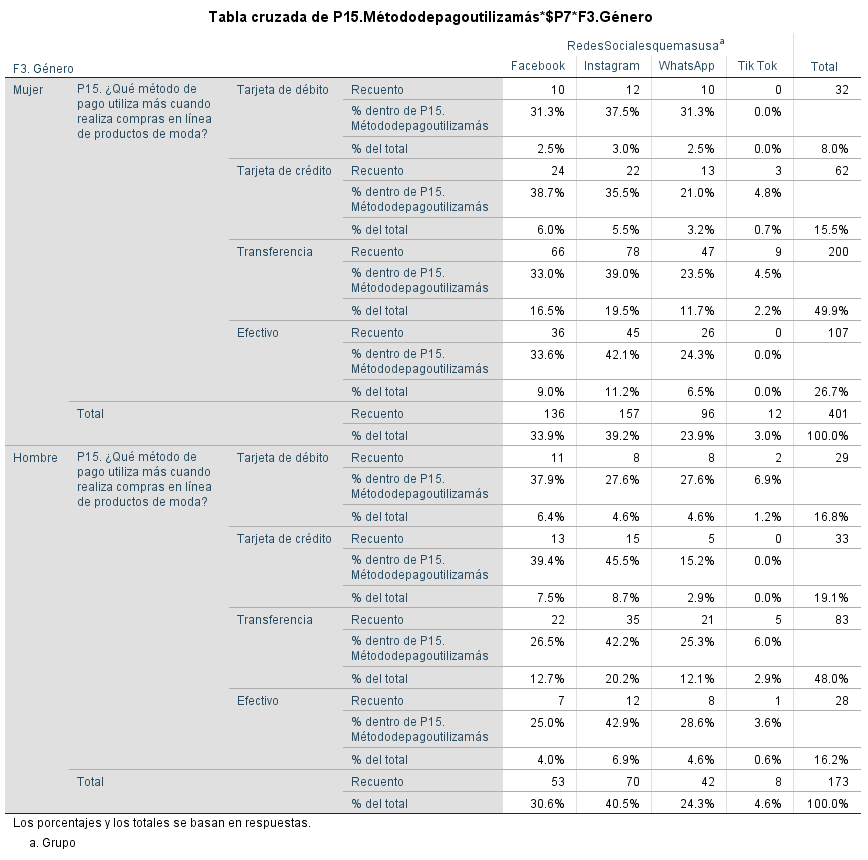 Tabla cruzada de P15.Métododepagoutilizamás*$P7*F3.Género
RedesSocialesquemasusaᵃ
F3. Género Facebook Instagram WhatsApp Tik Tok Total
Mujer P15. ¿Qué método de pago utiliza más cuando realiza compras en línea de productos de moda? Tarjeta de débito Recuento 10 12 10 0 32
% dentro de P15. Métododepagoutilizamás 31.3% 37.5% 31.3% 0.0%
% del total 2.5% 3.0% 2.5% 0.0% 8.0%
Tarjeta de crédito Recuento 24 22 13 3 62
% dentro de P15. Métododepagoutilizamás 38.7% 35.5% 21.0% 4.8%
% del total 6.0% 5.5% 3.2% 0.7% 15.5%
Transferencia Recuento 66 78 47 9 200
% dentro de P15. Métododepagoutilizamás 33.0% 39.0% 23.5% 4.5%
% del total 16.5% 19.5% 11.7% 2.2% 49.9%
Efectivo Recuento 36 45 26 0 107
% dentro de P15. Métododepagoutilizamás 33.6% 42.1% 24.3% 0.0%
% del total 9.0% 11.2% 6.5% 0.0% 26.7%
Total Recuento 136 157 96 12 401
% del total 33.9% 39.2% 23.9% 3.0% 100.0%
Hombre P15. ¿Qué método de pago utiliza más cuando realiza compras en línea de productos de moda? Tarjeta de débito Recuento 11 8 8 2 29
% dentro de P15. Métododepagoutilizamás 37.9% 27.6% 27.6% 6.9%
% del total 6.4% 4.6% 4.6% 1.2% 16.8%
Tarjeta de crédito Recuento 13 15 5 0 33
% dentro de P15. Métododepagoutilizamás 39.4% 45.5% 15.2% 0.0%
% del total 7.5% 8.7% 2.9% 0.0% 19.1%
Transferencia Recuento 22 35 21 5 83
% dentro de P15. Métododepagoutilizamás 26.5% 42.2% 25.3% 6.0%
% del total 12.7% 20.2% 12.1% 2.9% 48.0%
Efectivo Recuento 7 12 8 1 28
% dentro de P15. Métododepagoutilizamás 25.0% 42.9% 28.6% 3.6%
% del total 4.0% 6.9% 4.6% 0.6% 16.2%
Total Recuento 53 70 42 8 173
% del total 30.6% 40.5% 24.3% 4.6% 100.0%
Los porcentajes y los totales se basan en respuestas.
a. Grupo